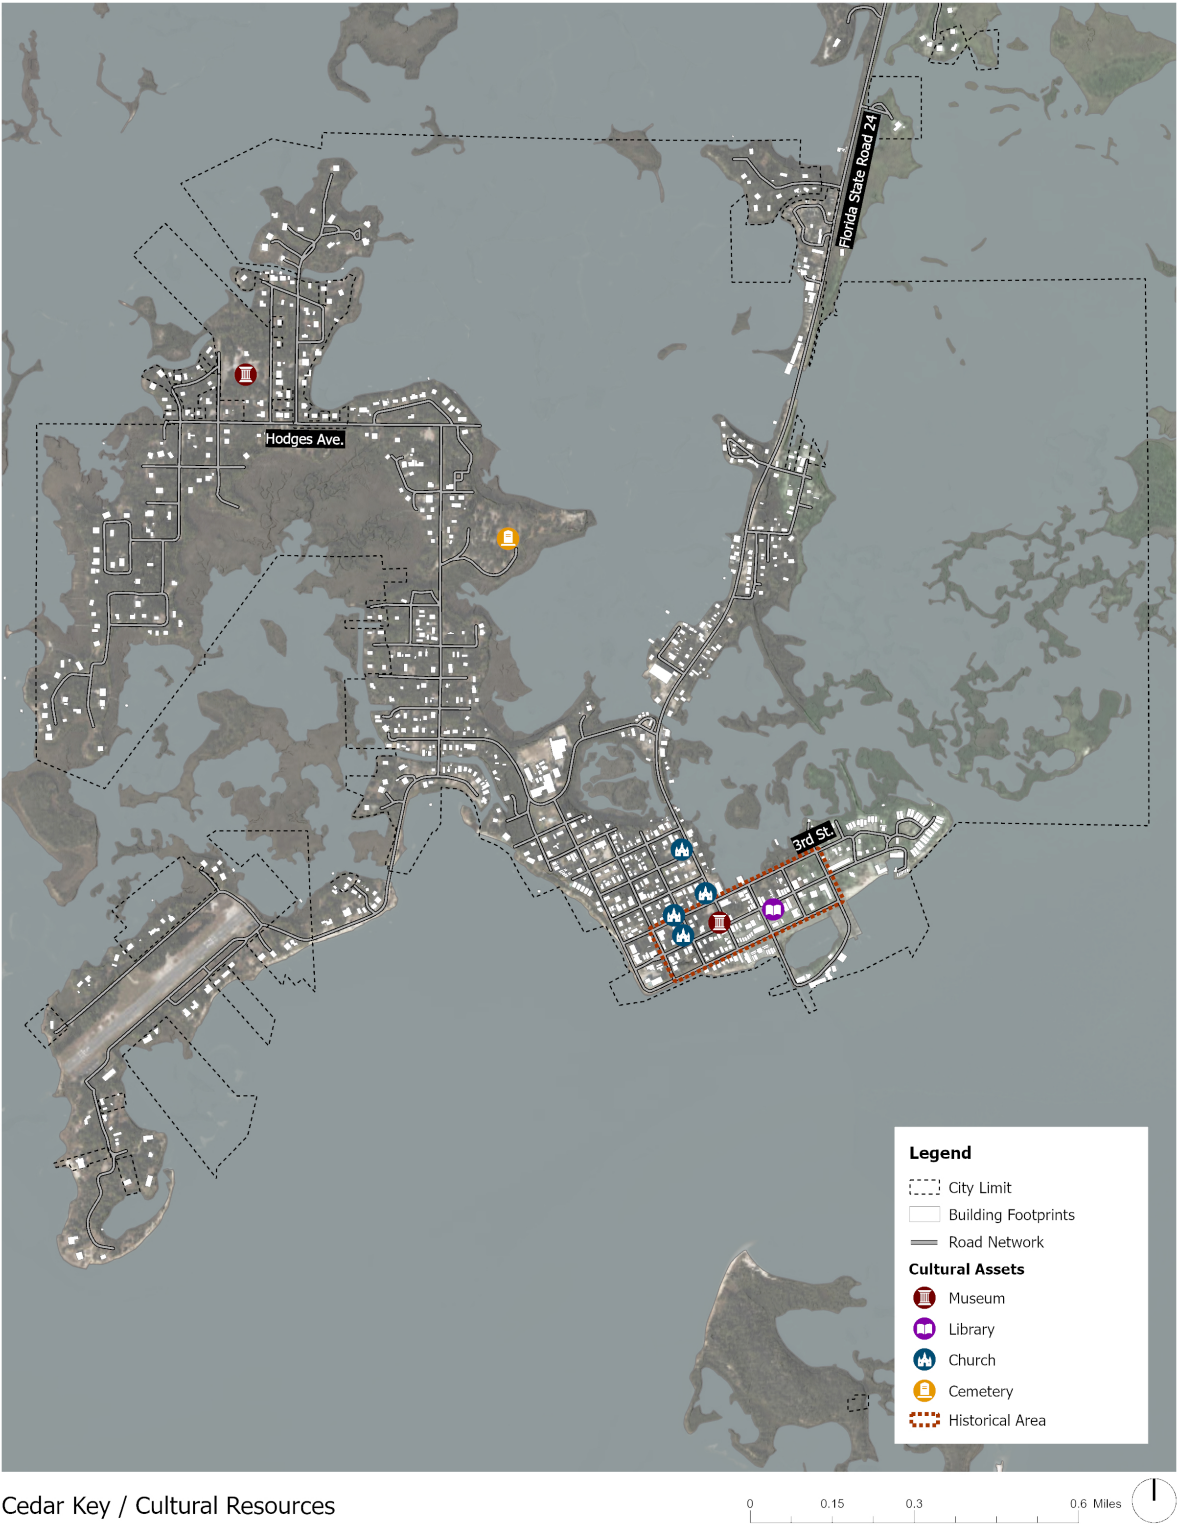 Florida State Road 24
Hodges Ave.
3rd St.
Legend
City Limit
Building Footprints
Road Network
Cultural Assets
Museum
Library
Church
Cemetery
Historical Area
Cedar Key / Cultural Resources
0 0.15 0.3 0.6 Miles